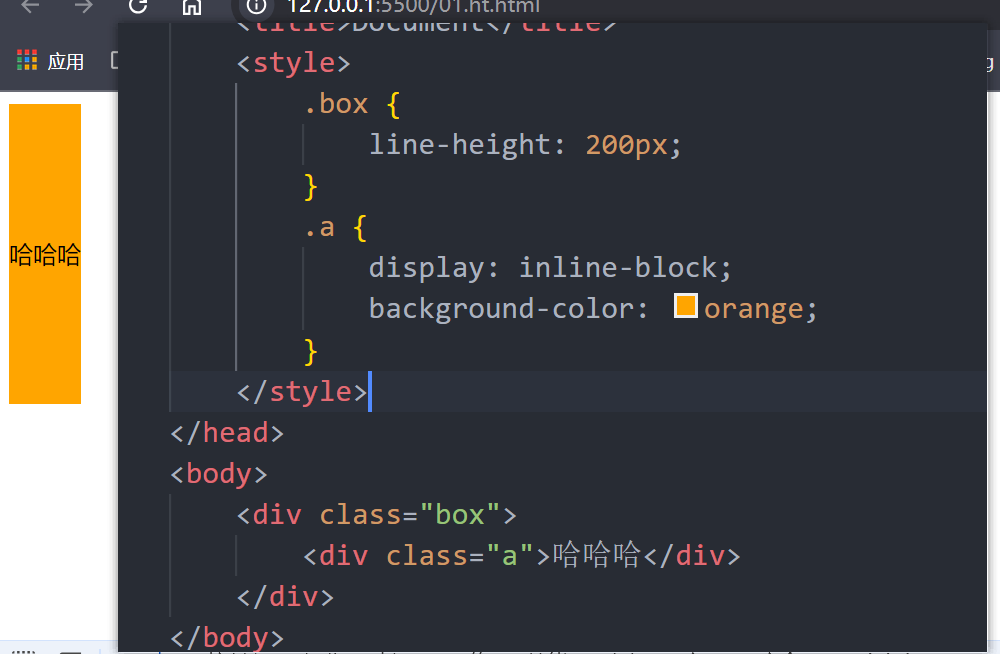 127.0.0.1:5500/01.ht.html
<title>Document</title>
应用
<style>
.box {
line-height: 200px;
}
.a {
display: inline-block;
background-color: orange;
}
</style>
</head>
<body>
<div class="box">
<div class="a">哈哈哈</div>
</div>
</body>
哈哈哈